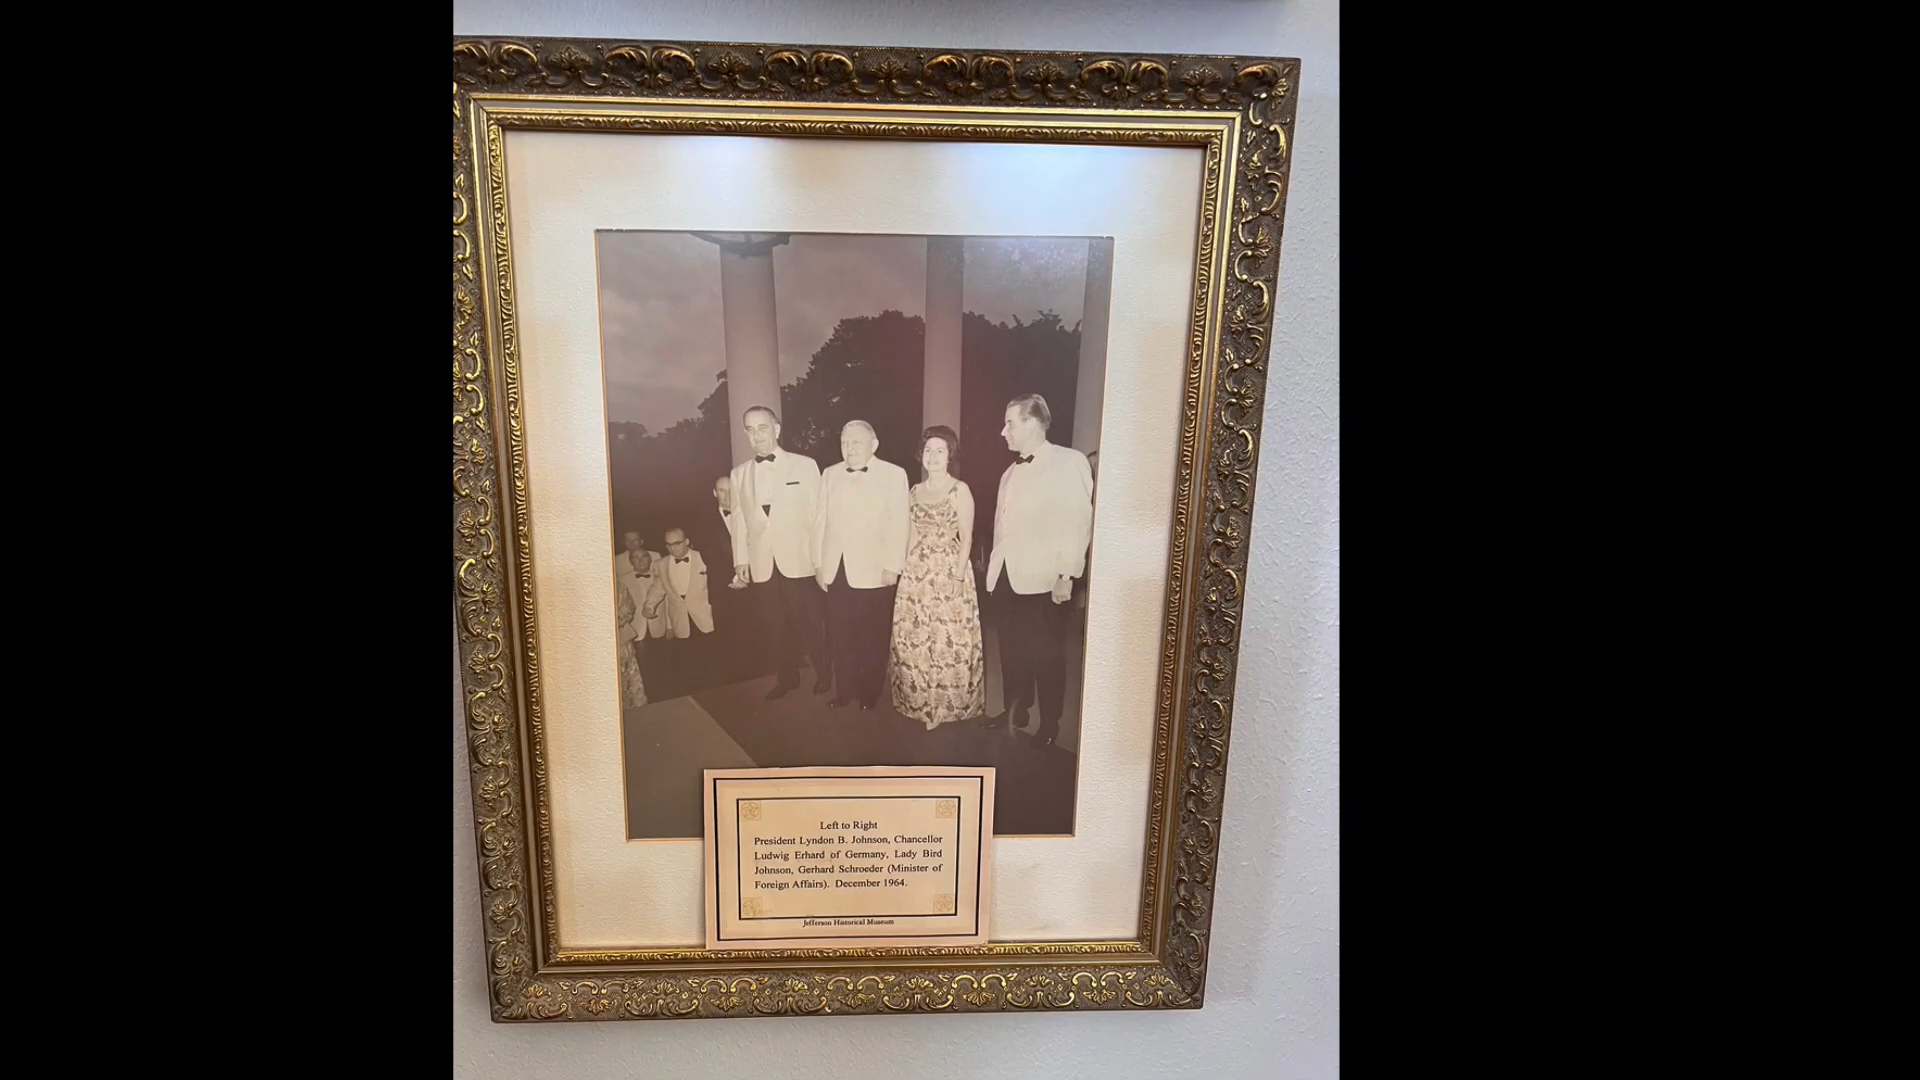 Left to Right
President Lyndon B. Johnson, Chancellor
Ludwig Erhard of Germany, Lady Bird
Johnson, Gerhard Schroeder (Minister of
Foreign Affairs). December 1964.
Jefferson Historical Museum